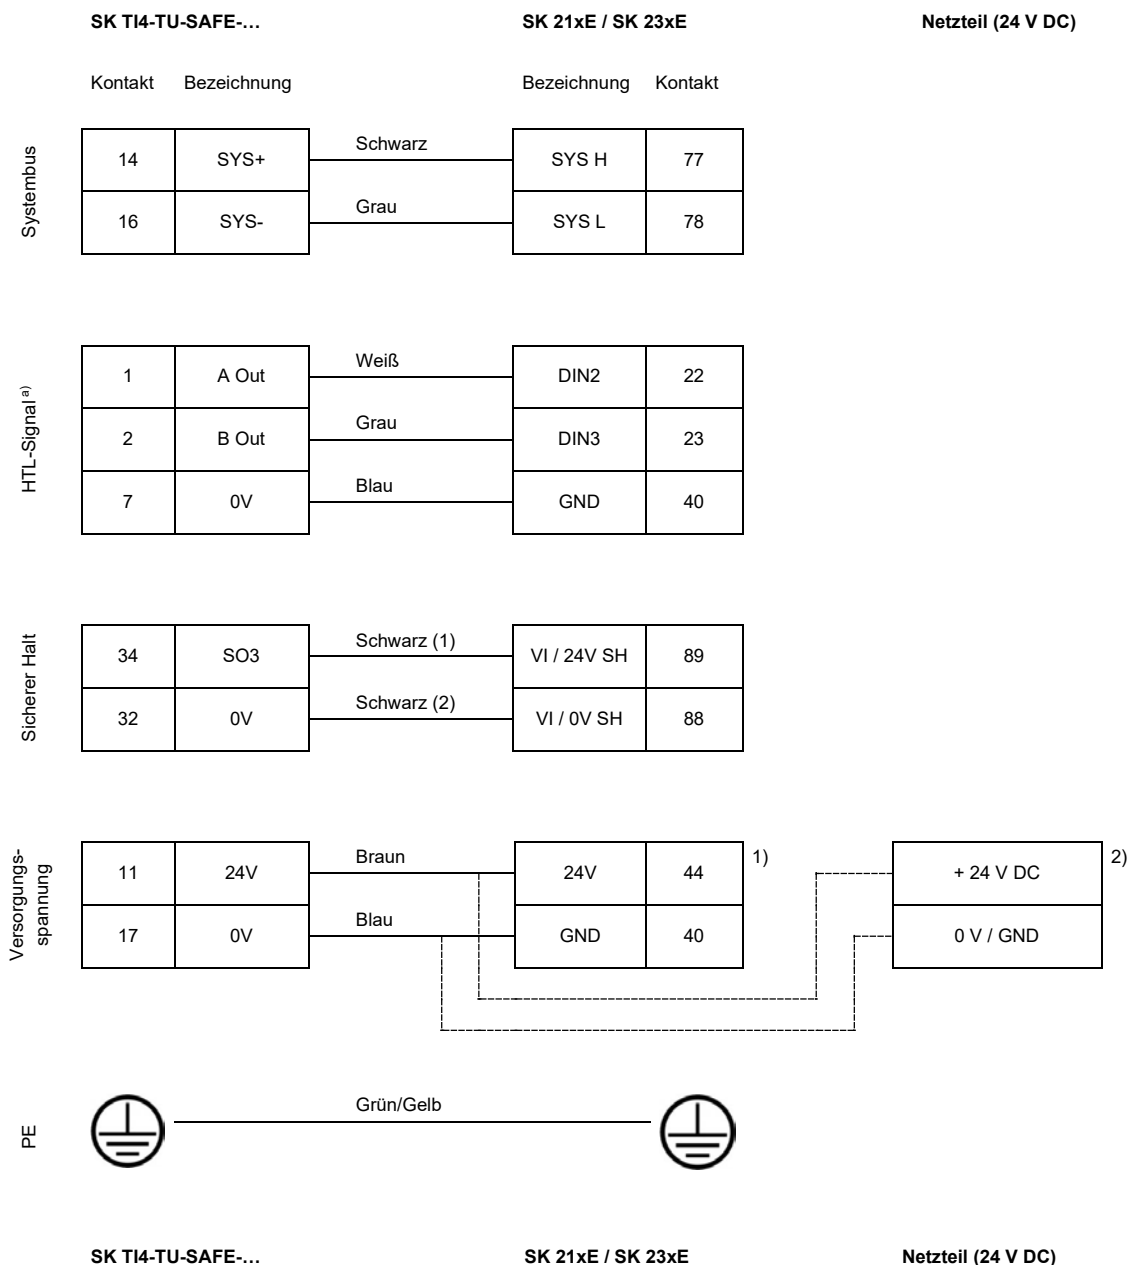 SK TI4-TU-SAFE-… SK 21xE / SK 23xE Netzteil (24 V DC)
Kontakt Bezeichnung Bezeichnung Kontakt
Systembus
14 SYS+ Schwarz SYS H 77
16 SYS- Grau SYS L 78
HTL-Signal a)
1 A Out Weiß DIN2 22
2 B Out Grau DIN3 23
7 0V Blau GND 40
Sicherer Halt
34 SO3 Schwarz (1) VI / 24V SH 89
32 0V Schwarz (2) VI / 0V SH 88
Versorgungs-
spannung
11 24V Braun 24V 44 1) + 24 V DC 2)
17 0V Blau GND 40 0 V / GND
PE Grün/Gelb
SK TI4-TU-SAFE-… SK 21xE / SK 23xE Netzteil (24 V DC)